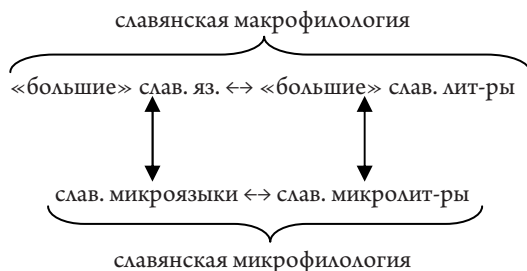 славянская макрофилология
«большие» слав. яз. ↔ «большие» слав. лит-ры
слав. микроязыки ↔ слав. микролит-ры
славянская микрофилология